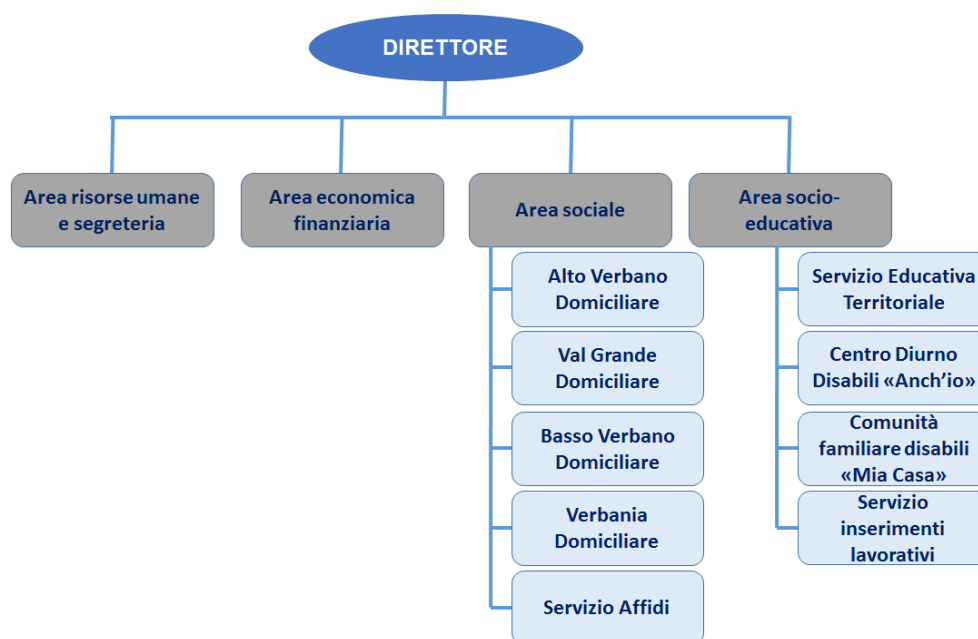 DIRETTORE
Area risorse umane
e segreteria
Area economica
finanziaria
Area sociale
Area socio-
educativa
Alto Verbano
Domiciliare
Val Grande
Domiciliare
Basso Verbano
Domiciliare
Verbania
Domiciliare
Servizio Affidi
Servizio Educativa
Territoriale
Centro Diurno
Disabili «Anch’io»
Comunità
familiare disabili
«Mia Casa»
Servizio
inserimenti
lavorativi